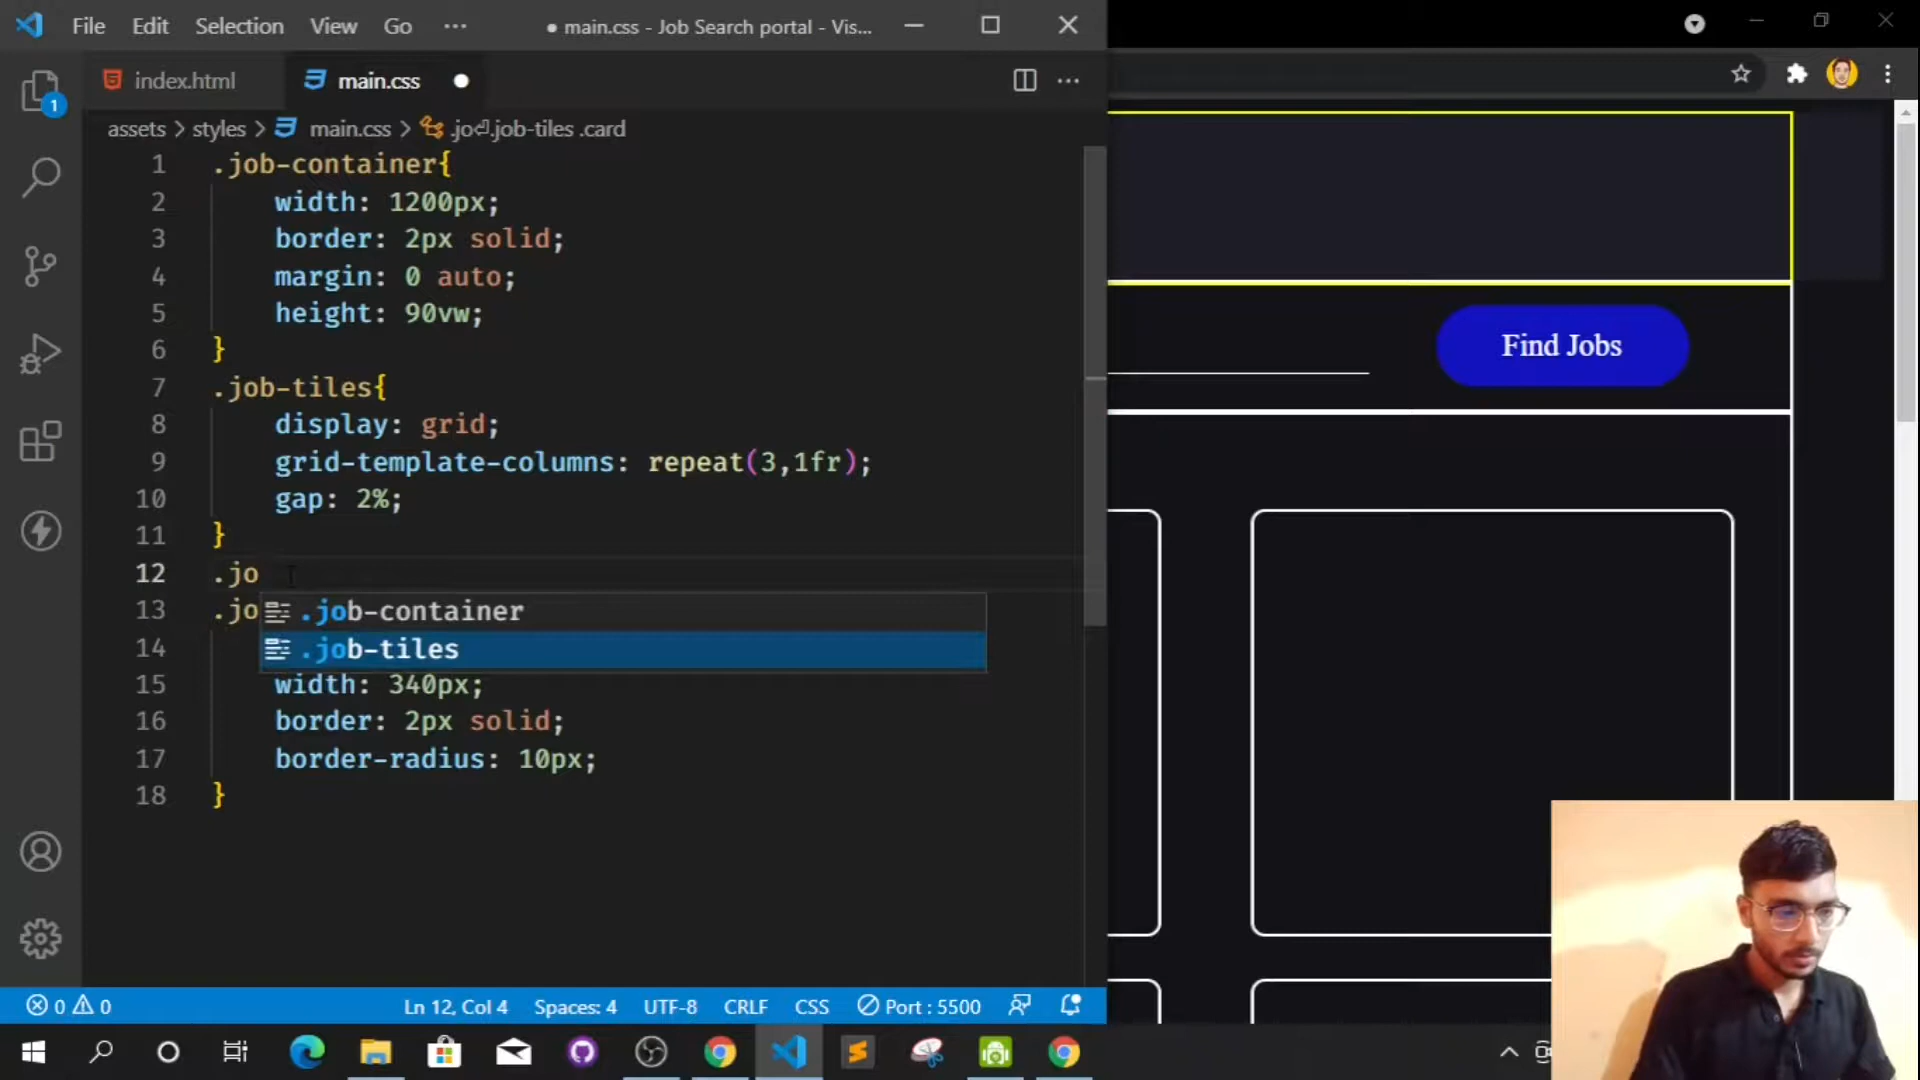 File Edit Selection View Go ··· ● main.css - Job Search portal - Vis...
index.html main.css
assets > styles > main.css > .jo⏎.job-tiles .card
1 .job-container{
2 width: 1200px;
3 border: 2px solid;
4 margin: 0 auto;
5 height: 90vw;
6 }
7 .job-tiles{
8 display: grid;
9 grid-template-columns: repeat(3,1fr);
10 gap: 2%;
11 }
12 .jo
13 .jo
.job-container
14
.job-tiles
15 width: 340px;
16 border: 2px solid;
17 border-radius: 10px;
18 }
1
Find Jobs
0 0 Ln 12, Col 4 Spaces: 4 UTF-8 CRLF CSS Port : 5500